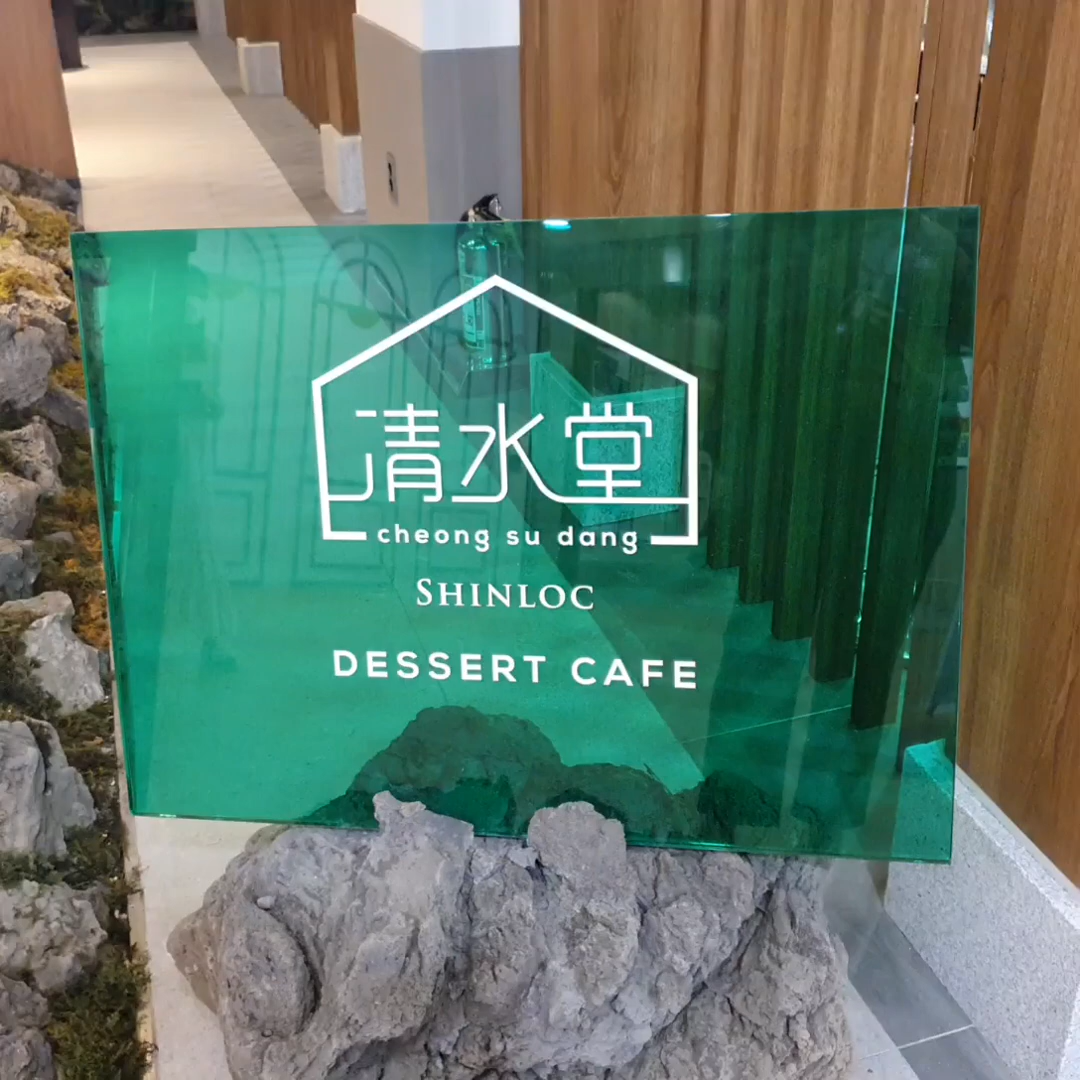 清水堂
cheong su dang
SHINLOC
DESSERT CAFE